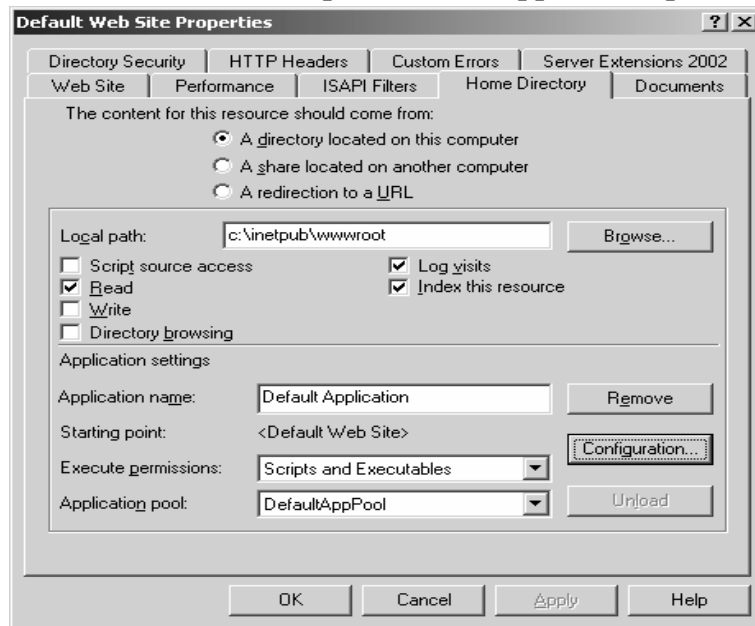 Default Web Site Properties
Directory Security HTTP Headers Custom Errors Server Extensions 2002
Web Site Performance ISAPI Filters Home Directory Documents
The content for this resource should come from:
A directory located on this computer
A share located on another computer
A redirection to a URL
Local path: c:\inetpub\wwwroot Browse...
Script source access Log visits
Read Index this resource
Write
Directory browsing
Application settings
Application name: Default Application Remove
Starting point: <Default Web Site>
Configuration...
Execute permissions: Scripts and Executables
Application pool: DefaultAppPool Unload
OK Cancel Apply Help